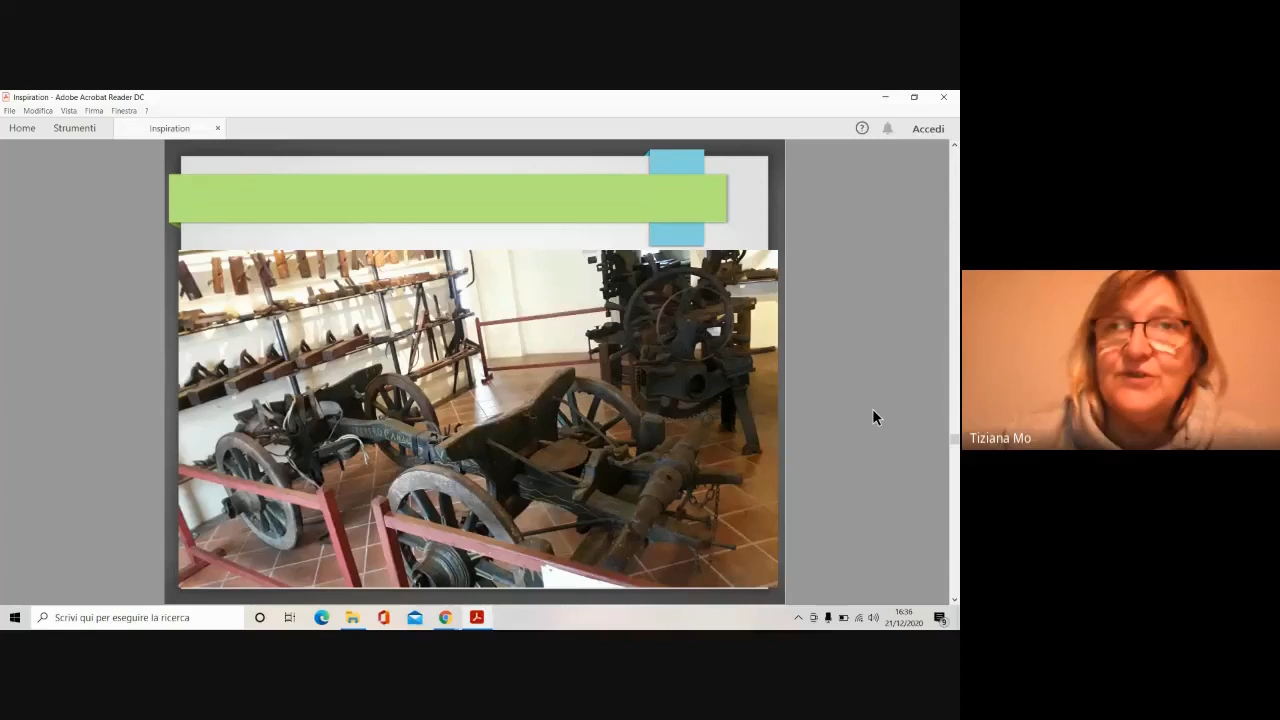 Inspiration - Adobe Acrobat Reader DC
File Modifica Vista Firma Finestra ?
Home Strumenti Inspiration × ? Accedi
Tiziana Mo
Scrivi qui per eseguire la ricerca
16:36
21/12/2020